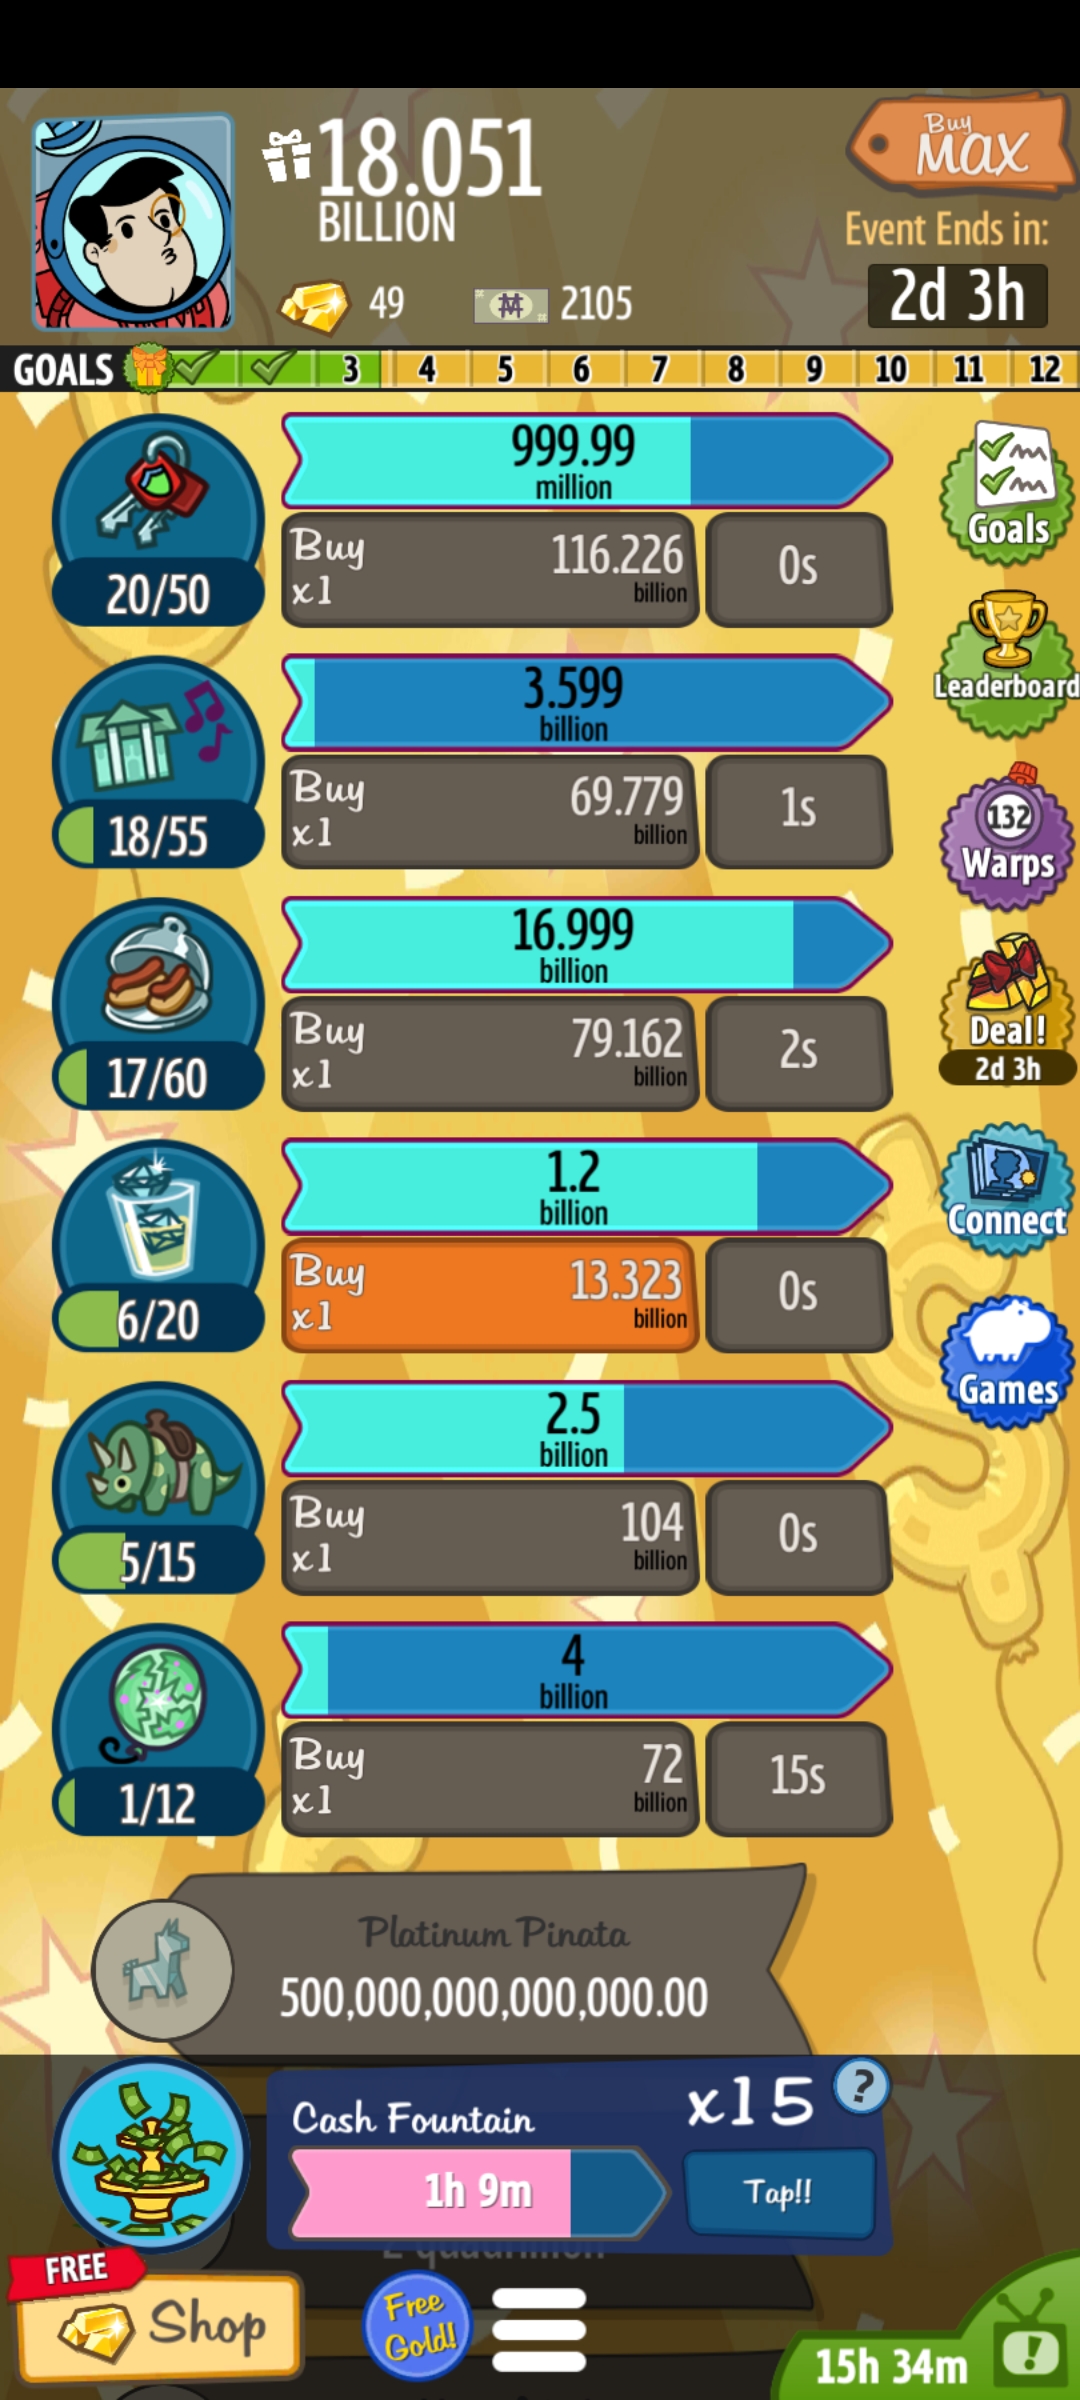 18.051
BILLION
Buy
MAX
Event Ends in:
2d 3h
49
2105
GOALS 3 4 5 6 7 8 9 10 11 12
999.99
million
Buy
x1
116.226
billion
0s
20/50
Goals
3.599
billion
Buy
x1
69.779
billion
1s
18/55
Leaderboard
16.999
billion
Buy
x1
79.162
billion
2s
17/60
132
Warps
Deal!
2d 3h
1.2
billion
Buy
x1
13.323
billion
0s
6/20
Connect
2.5
billion
Buy
x1
104
billion
0s
5/15
Games
4
billion
Buy
x1
72
billion
15s
1/12
Platinum Pinata
500,000,000,000,000.00
Cash Fountain
x15
?
1h 9m
Tap!!
2 quadrillion
FREE
Shop
Free
Gold!
15h 34m